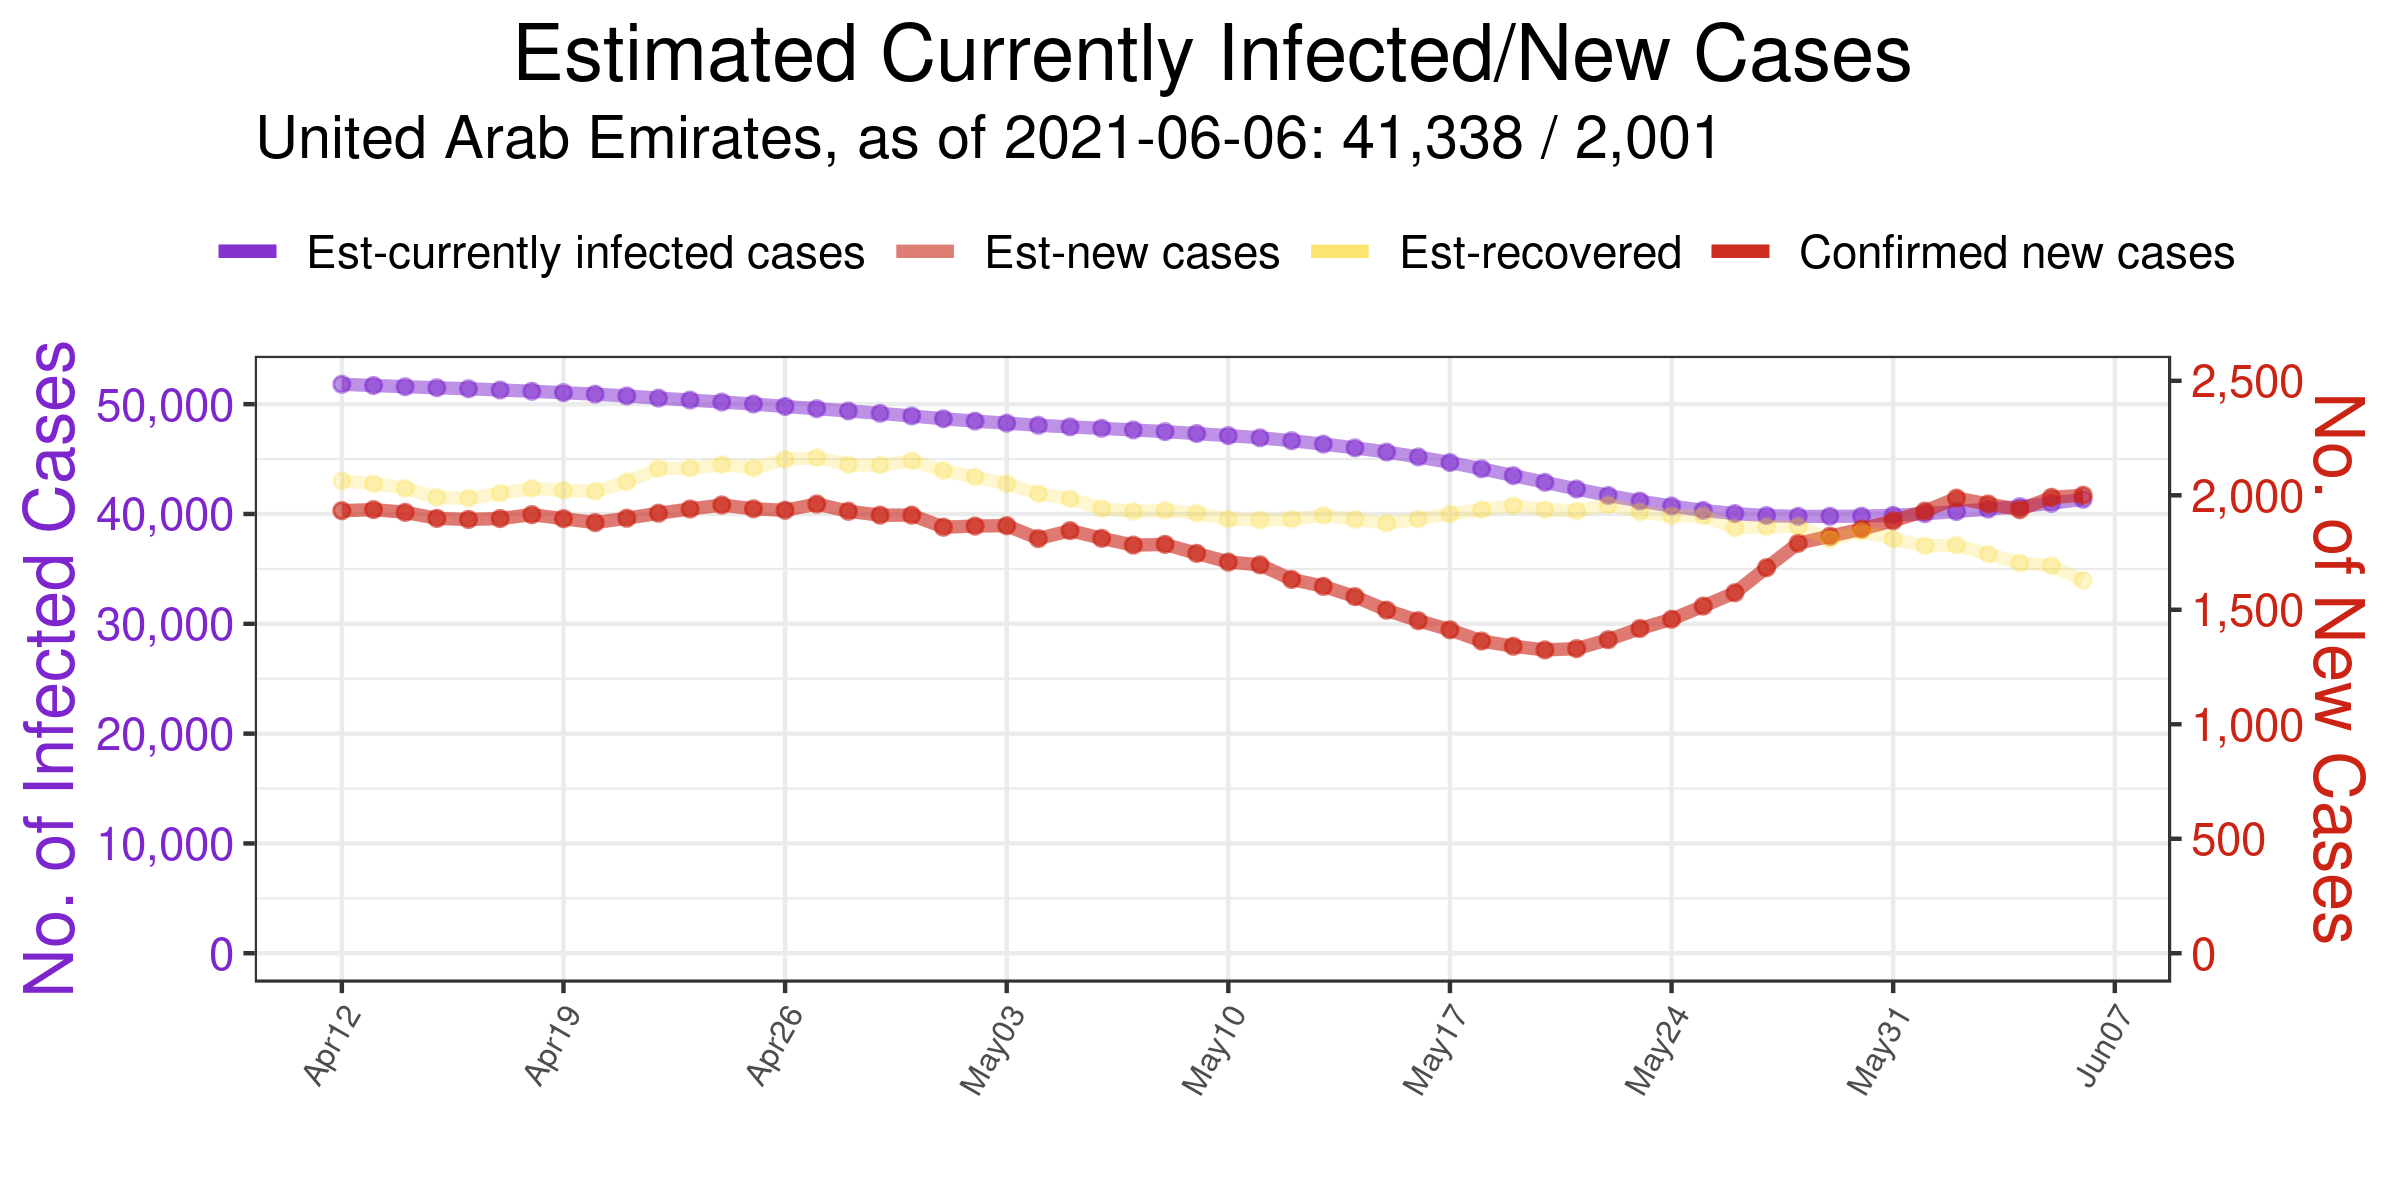 Estimated Currently Infected/New Cases
United Arab Emirates, as of 2021-06-06: 41,338 / 2,001
Est-currently infected cases Est-new cases Est-recovered Confirmed new cases
No. of Infected Cases
50,000
40,000
30,000
20,000
10,000
0
2,500
2,000
1,500
1,000
500
0
No. of New Cases
Apr12 Apr19 Apr26 May03 May10 May17 May24 May31 Jun07